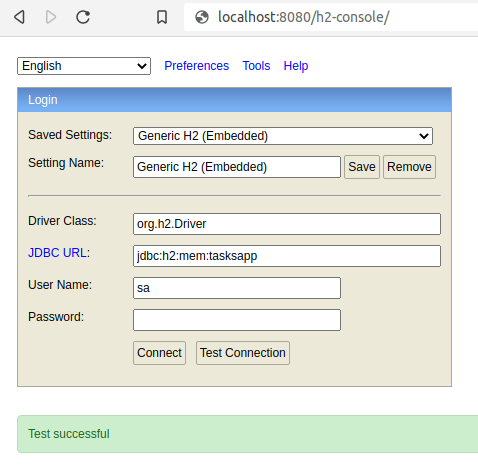 localhost:8080/h2-console/
English Preferences Tools Help
Login
Saved Settings: Generic H2 (Embedded)
Setting Name: Generic H2 (Embedded) Save Remove
Driver Class: org.h2.Driver
JDBC URL: jdbc:h2:mem:tasksapp
User Name: sa
Password:
Connect Test Connection
Test successful